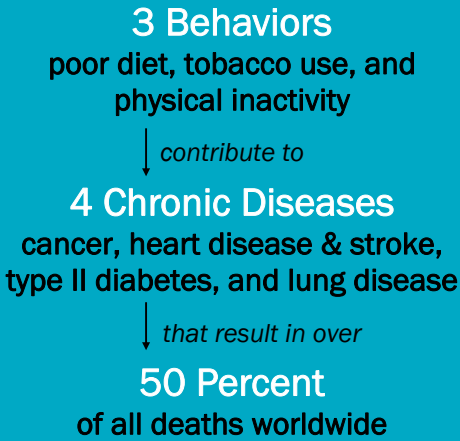 3 Behaviors
poor diet, tobacco use, and
physical inactivity
contribute to
4 Chronic Diseases
cancer, heart disease & stroke,
type II diabetes, and lung disease
that result in over
50 Percent
of all deaths worldwide